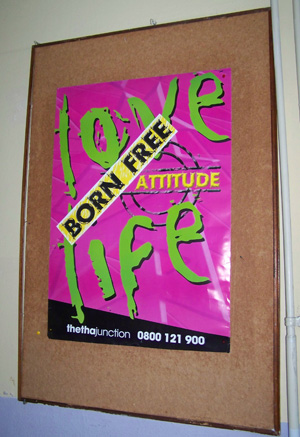 love
BORN FREE
ATTITUDE
life
thethajunction 0800 121 900